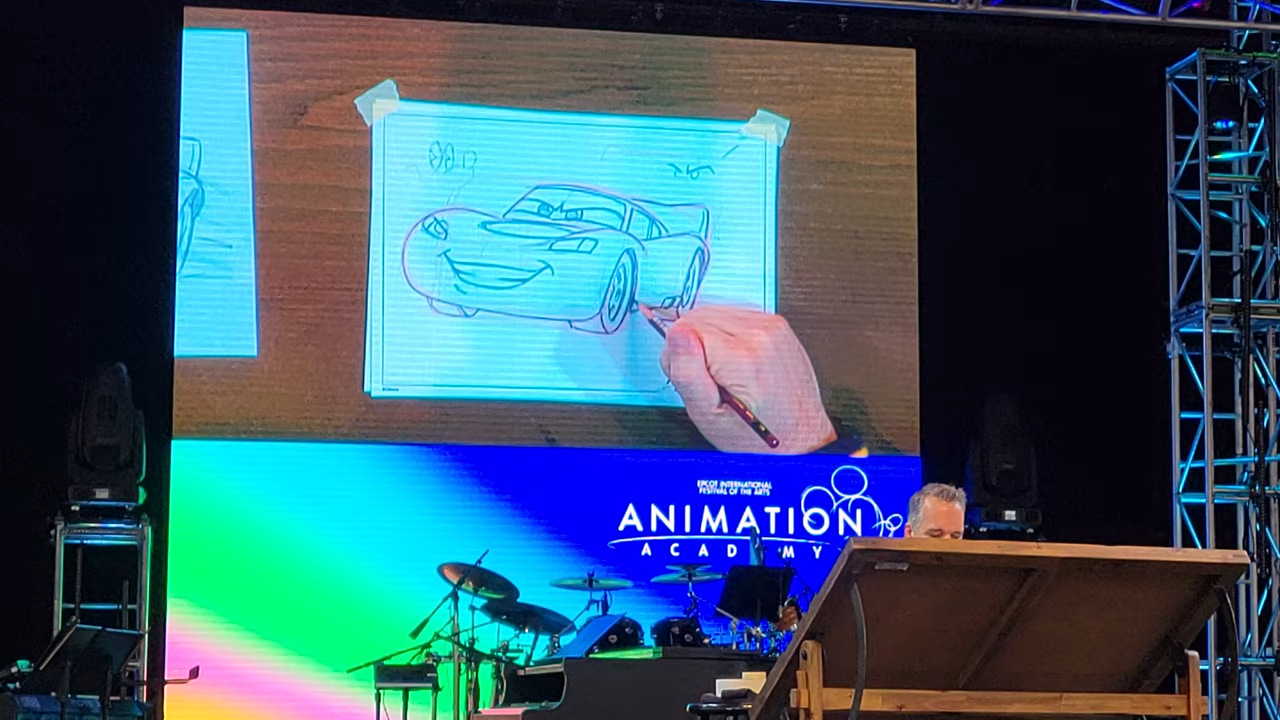 EPCOT INTERNATIONAL
FESTIVAL OF THE ARTS
ANIMATION
ACADEMY